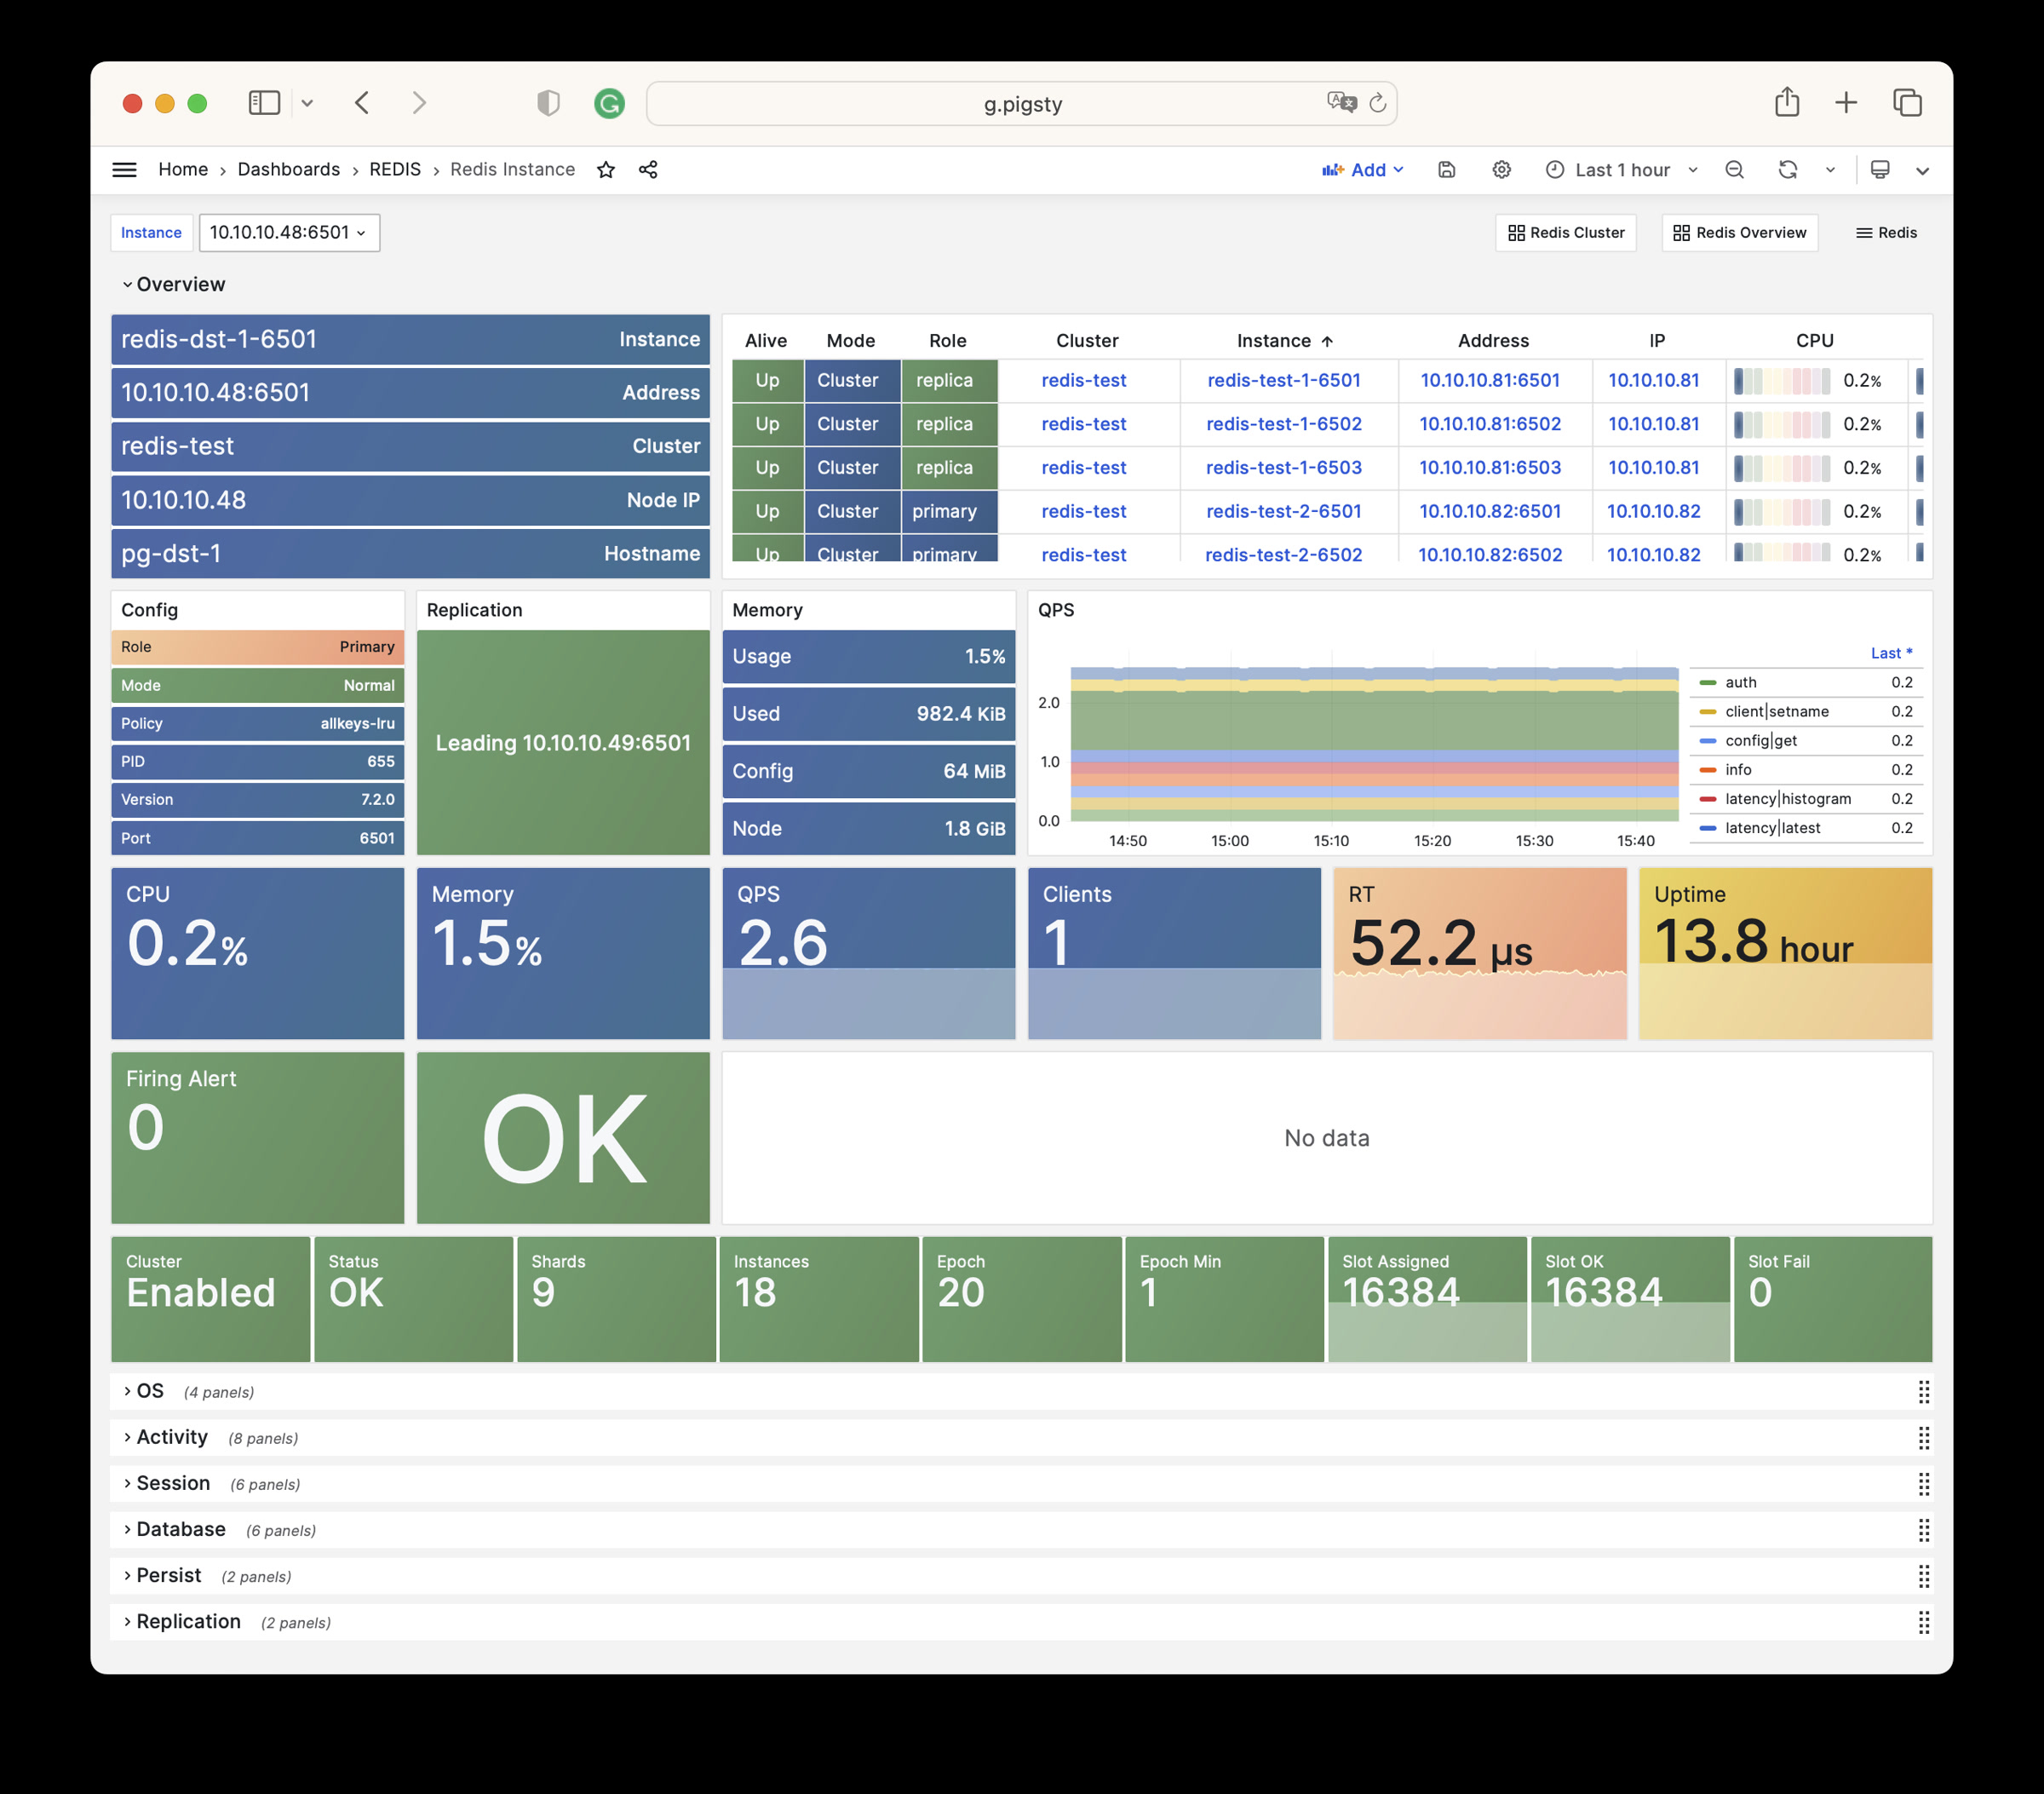 g.pigsty
Home › Dashboards › REDIS › Redis Instance
Add
Last 1 hour
Instance 10.10.10.48:6501
Redis Cluster
Redis Overview
Redis
Overview
redis-dst-1-6501 Instance
10.10.10.48:6501 Address
redis-test Cluster
10.10.10.48 Node IP
pg-dst-1 Hostname
Alive Mode Role Cluster Instance Address IP CPU
Up Cluster replica redis-test redis-test-1-6501 10.10.10.81:6501 10.10.10.81 0.2%
Up Cluster replica redis-test redis-test-1-6502 10.10.10.81:6502 10.10.10.81 0.2%
Up Cluster replica redis-test redis-test-1-6503 10.10.10.81:6503 10.10.10.81 0.2%
Up Cluster primary redis-test redis-test-2-6501 10.10.10.82:6501 10.10.10.82 0.2%
Up Cluster primary redis-test redis-test-2-6502 10.10.10.82:6502 10.10.10.82 0.2%
Config
Role Primary
Mode Normal
Policy allkeys-lru
PID 655
Version 7.2.0
Port 6501
Replication
Leading 10.10.10.49:6501
Memory
Usage 1.5%
Used 982.4 KiB
Config 64 MiB
Node 1.8 GiB
QPS
2.0
1.0
0.0
14:50 15:00 15:10 15:20 15:30 15:40
Last *
auth 0.2
client|setname 0.2
config|get 0.2
info 0.2
latency|histogram 0.2
latency|latest 0.2
CPU
0.2%
Memory
1.5%
QPS
2.6
Clients
1
RT
52.2 µs
Uptime
13.8 hour
Firing Alert
0
OK
No data
Cluster
Enabled
Status
OK
Shards
9
Instances
18
Epoch
20
Epoch Min
1
Slot Assigned
16384
Slot OK
16384
Slot Fail
0
OS (4 panels)
Activity (8 panels)
Session (6 panels)
Database (6 panels)
Persist (2 panels)
Replication (2 panels)